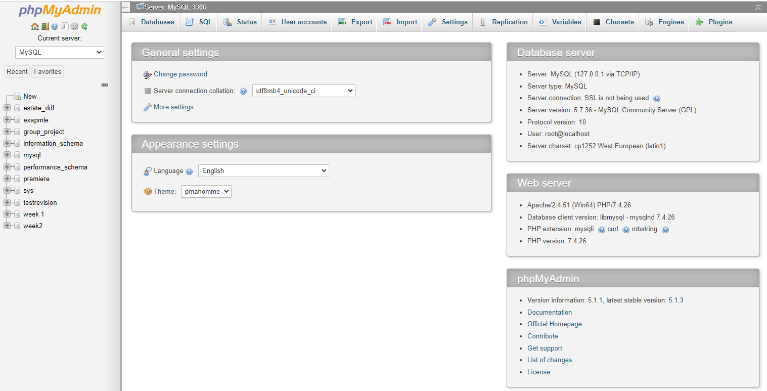 phpMyAdmin
Current server:
MySQL
Recent Favorites
New
estate_ddl
exapmle
group_project
information_schema
mysql
performance_schema
premiere
sys
testrevision
week 1
week2
Server: MySQL:3306
Databases SQL Status User accounts Export Import Settings Replication Variables Charsets Engines Plugins
General settings
Change password
Server connection collation: utf8mb4_unicode_ci
More settings
Appearance settings
Language English
Theme: pmahomme
Database server
Server: MySQL (127.0.0.1 via TCP/IP)
Server type: MySQL
Server connection: SSL is not being used
Server version: 5.7.36 - MySQL Community Server (GPL)
Protocol version: 10
User: root@localhost
Server charset: cp1252 West European (latin1)
Web server
Apache/2.4.51 (Win64) PHP/7.4.26
Database client version: libmysql - mysqlnd 7.4.26
PHP extension: mysqli curl mbstring
PHP version: 7.4.26
phpMyAdmin
Version information: 5.1.1, latest stable version: 5.1.3
Documentation
Official Homepage
Contribute
Get support
List of changes
License